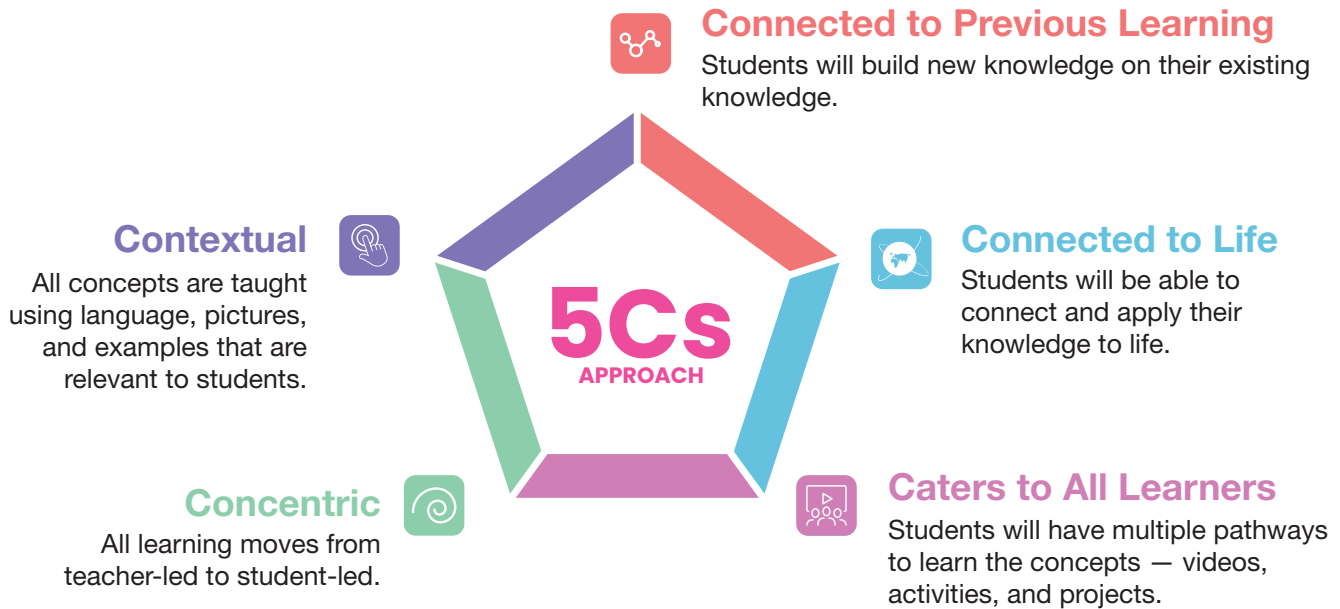 Connected to Previous Learning
Students will build new knowledge on their existing
knowledge.
Contextual
All concepts are taught
using language, pictures,
and examples that are
relevant to students.
5Cs
APPROACH
Connected to Life
Students will be able to
connect and apply their
knowledge to life.
Concentric
All learning moves from
teacher-led to student-led.
Caters to All Learners
Students will have multiple pathways
to learn the concepts — videos,
activities, and projects.